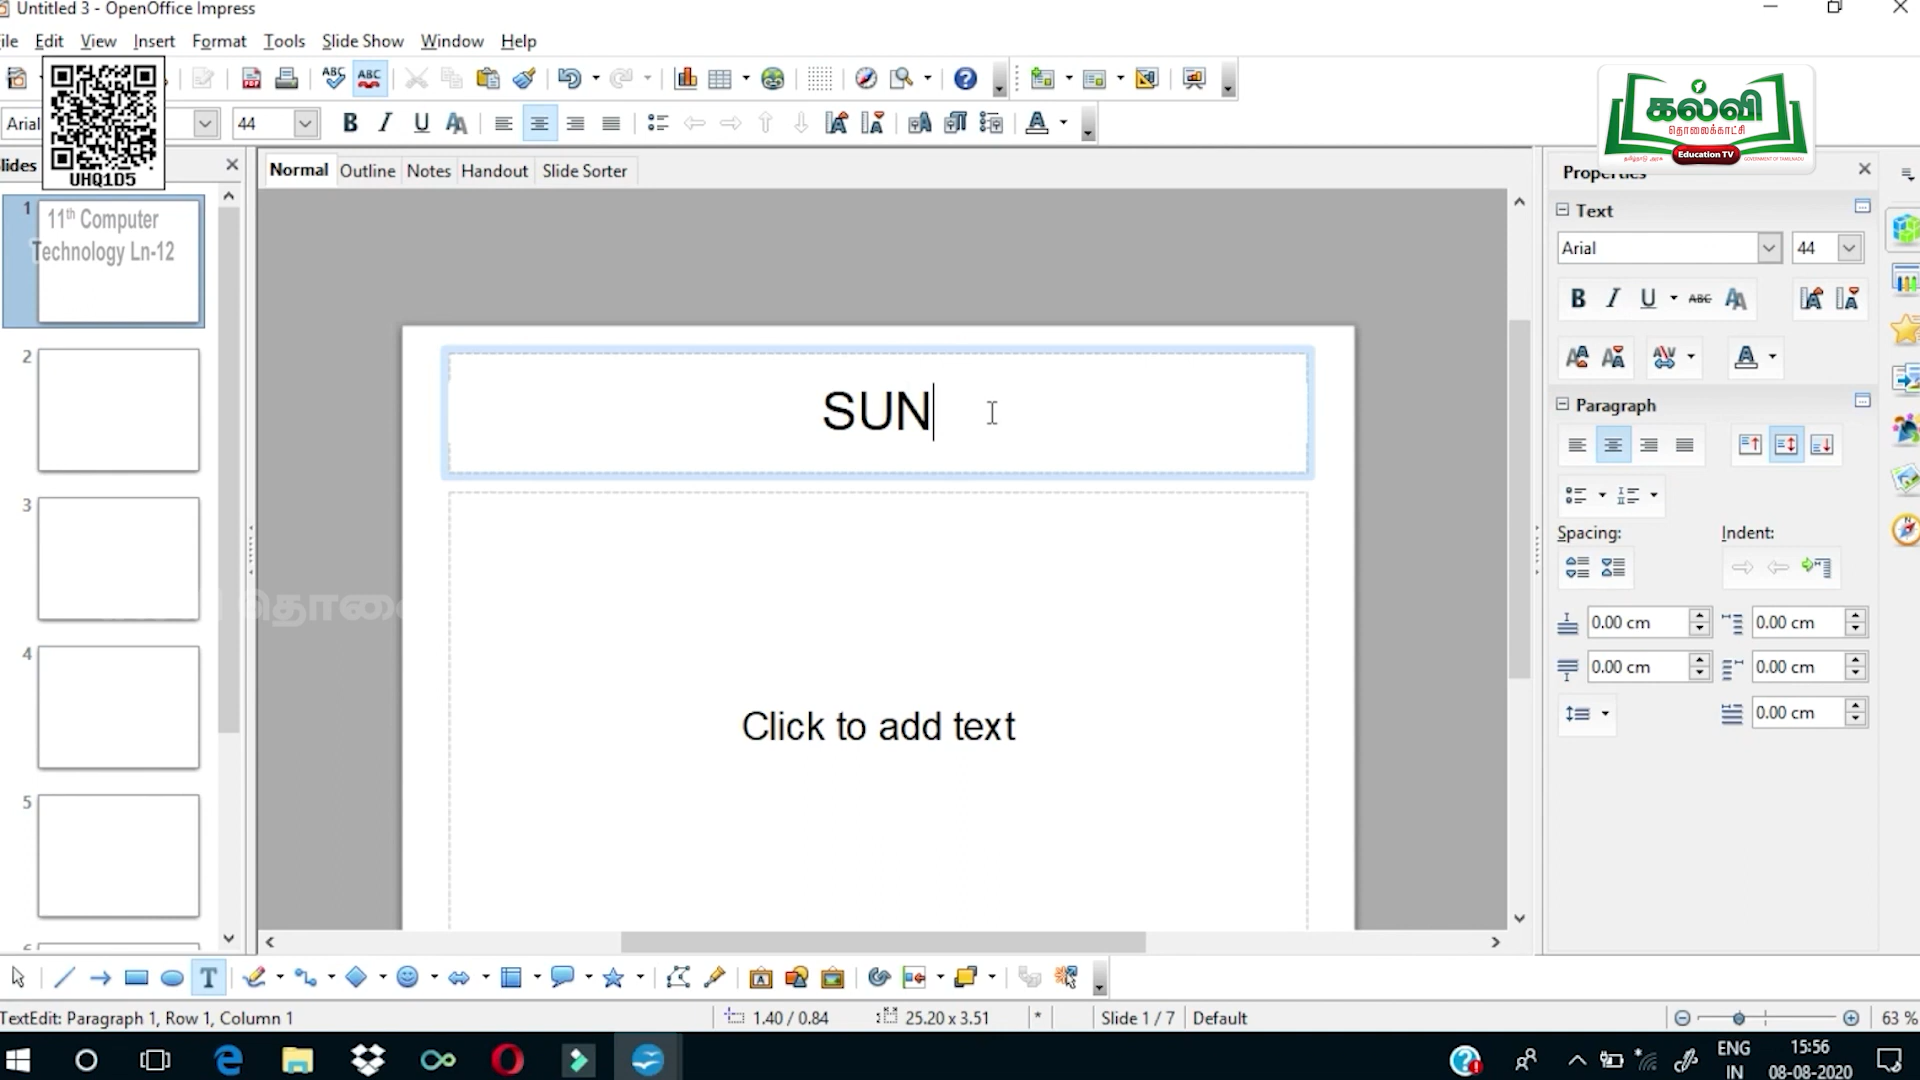 Untitled 3 - OpenOffice Impress
ile Edit View Insert Format Tools Slide Show Window Help
UHQ1D5
Arial 44
lides
Normal Outline Notes Handout Slide Sorter
கல்வி
தொலைக்காட்சி
Education TV
Properties
1
11th Computer
Technology Ln-12
2
3
4
5
SUN
Click to add text
தொலை
Text
Arial 44
Paragraph
Spacing: Indent:
0.00 cm 0.00 cm
0.00 cm 0.00 cm
0.00 cm
TextEdit: Paragraph 1, Row 1, Column 1 1.40 / 0.84 25.20 x 3.51 * Slide 1 / 7 Default 63 %
ENG
IN
15:56
08-08-2020